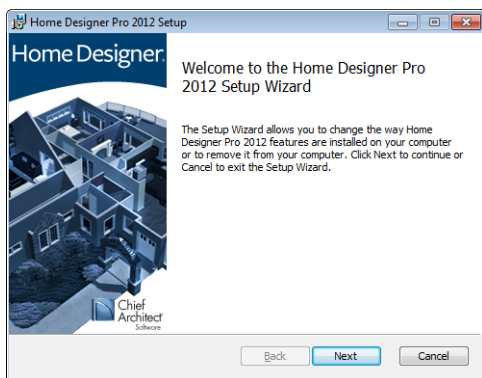 Home Designer Pro 2012 Setup
Home Designer.
Welcome to the Home Designer Pro
2012 Setup Wizard
The Setup Wizard allows you to change the way Home
Designer Pro 2012 features are installed on your computer
or to remove it from your computer. Click Next to continue or
Cancel to exit the Setup Wizard.
Chief
Architect
Software
Back Next Cancel